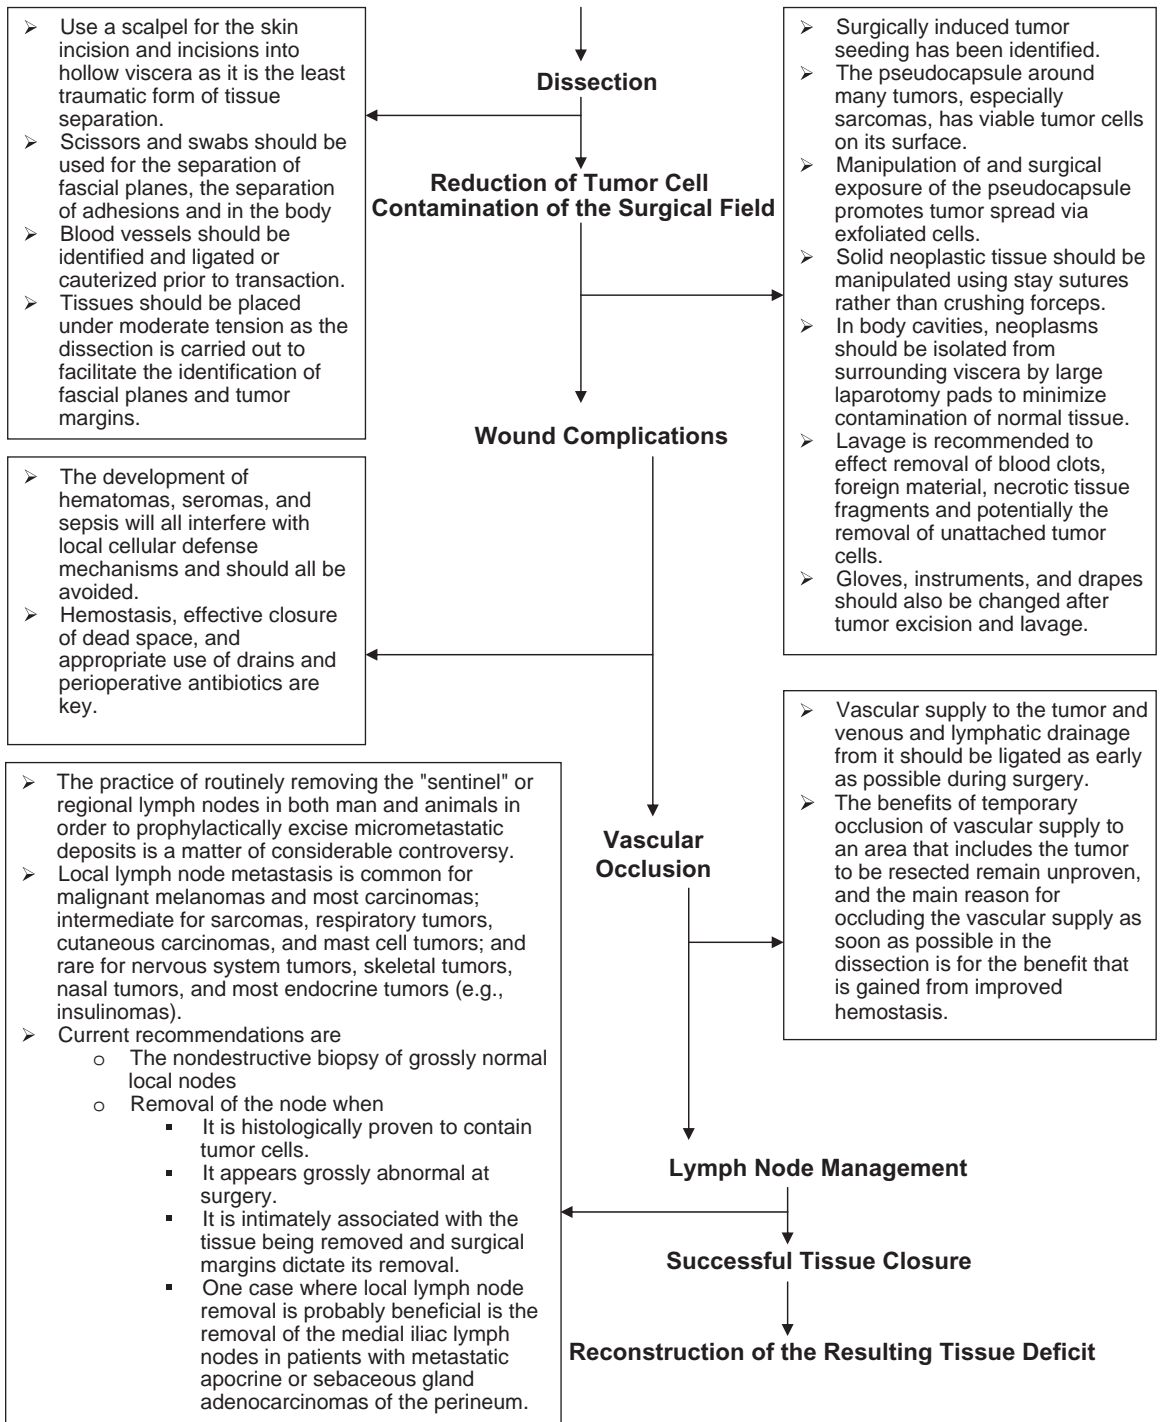 ➢ Use a scalpel for the skin
incision and incisions into
hollow viscera as it is the least
traumatic form of tissue
separation.
➢ Scissors and swabs should be
used for the separation of
fascial planes, the separation
of adhesions and in the body
➢ Blood vessels should be
identified and ligated or
cauterized prior to transaction.
➢ Tissues should be placed
under moderate tension as the
dissection is carried out to
facilitate the identification of
fascial planes and tumor
margins.
Dissection
Reduction of Tumor Cell
Contamination of the Surgical Field
➢ Surgically induced tumor
seeding has been identified.
➢ The pseudocapsule around
many tumors, especially
sarcomas, has viable tumor cells
on its surface.
➢ Manipulation of and surgical
exposure of the pseudocapsule
promotes tumor spread via
exfoliated cells.
➢ Solid neoplastic tissue should be
manipulated using stay sutures
rather than crushing forceps.
➢ In body cavities, neoplasms
should be isolated from
surrounding viscera by large
laparotomy pads to minimize
contamination of normal tissue.
➢ Lavage is recommended to
effect removal of blood clots,
foreign material, necrotic tissue
fragments and potentially the
removal of unattached tumor
cells.
➢ Gloves, instruments, and drapes
should also be changed after
tumor excision and lavage.
Wound Complications
➢ The development of
hematomas, seromas, and
sepsis will all interfere with
local cellular defense
mechanisms and should all be
avoided.
➢ Hemostasis, effective closure
of dead space, and
appropriate use of drains and
perioperative antibiotics are
key.
Vascular
Occlusion
➢ Vascular supply to the tumor and
venous and lymphatic drainage
from it should be ligated as early
as possible during surgery.
➢ The benefits of temporary
occlusion of vascular supply to
an area that includes the tumor
to be resected remain unproven,
and the main reason for
occluding the vascular supply as
soon as possible in the
dissection is for the benefit that
is gained from improved
hemostasis.
➢ The practice of routinely removing the "sentinel" or
regional lymph nodes in both man and animals in
order to prophylactically excise micrometastatic
deposits is a matter of considerable controversy.
➢ Local lymph node metastasis is common for
malignant melanomas and most carcinomas;
intermediate for sarcomas, respiratory tumors,
cutaneous carcinomas, and mast cell tumors; and
rare for nervous system tumors, skeletal tumors,
nasal tumors, and most endocrine tumors (e.g.,
insulinomas).
➢ Current recommendations are
o The nondestructive biopsy of grossly normal
local nodes
o Removal of the node when
▪ It is histologically proven to contain
tumor cells.
▪ It appears grossly abnormal at
surgery.
▪ It is intimately associated with the
tissue being removed and surgical
margins dictate its removal.
▪ One case where local lymph node
removal is probably beneficial is the
removal of the medial iliac lymph
nodes in patients with metastatic
apocrine or sebaceous gland
adenocarcinomas of the perineum.
Lymph Node Management
Successful Tissue Closure
Reconstruction of the Resulting Tissue Deficit